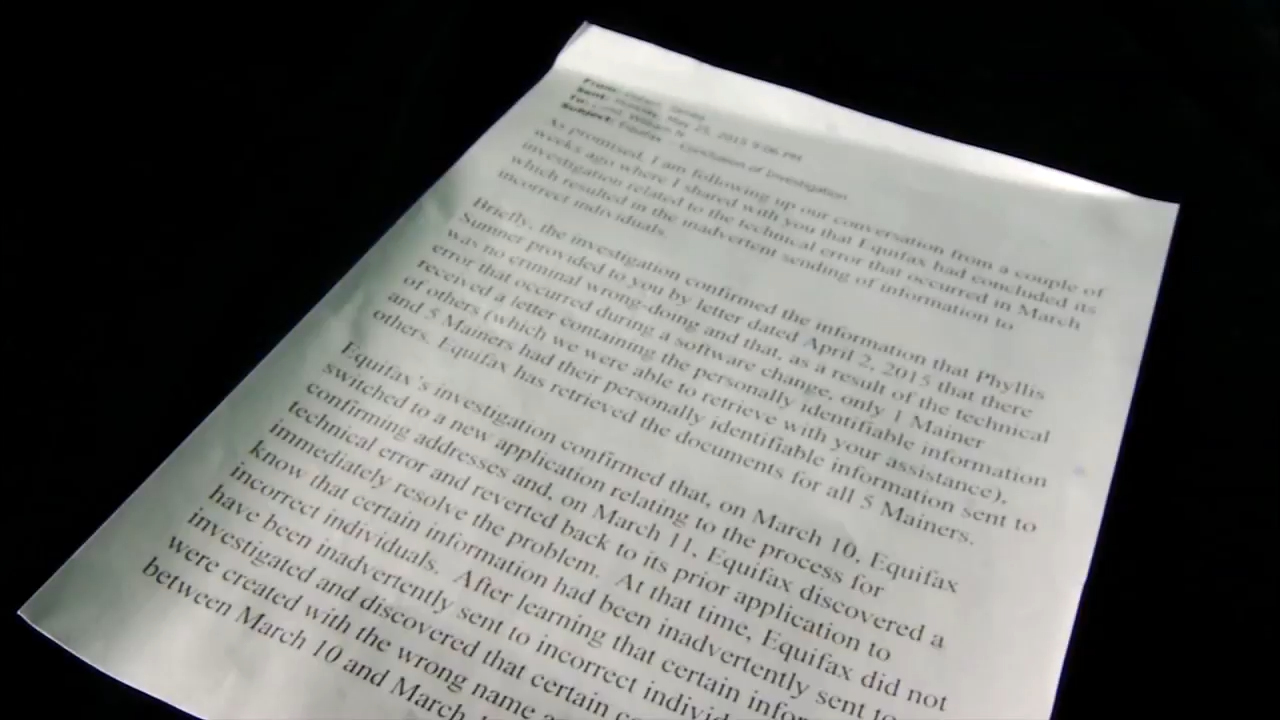 From:
Sent: Monday, May 25, 2015 9:06 PM
To: Lund, William N
Subject: Equifax - Conclusion of Investigation
As promised, I am following up our conversation from a couple of
weeks ago where I shared with you that Equifax had concluded its
investigation related to the technical error that occurred in March
which resulted in the inadvertent sending of information to
incorrect individuals.
Briefly, the investigation confirmed the information that Phyllis
Sumner provided to you by letter dated April 2, 2015 that there
was no criminal wrong-doing and that, as a result of the technical
error that occurred during a software change, only 1 Mainer
received a letter containing the personally identifiable information
of others (which we were able to retrieve with your assistance),
and 5 Mainers had their personally identifiable information sent to
others. Equifax has retrieved the documents for all 5 Mainers.
Equifax's investigation confirmed that, on March 10, Equifax
switched to a new application relating to the process for
confirming addresses and, on March 11, Equifax discovered a
technical error and reverted back to its prior application to
immediately resolve the problem. At that time, Equifax did not
know that certain information had been inadvertently sent to
incorrect individuals. After learning that certain infor
have been inadvertently sent to incorrect individ
investigated and discovered that certain
were created with the wrong name
between March 10 and March